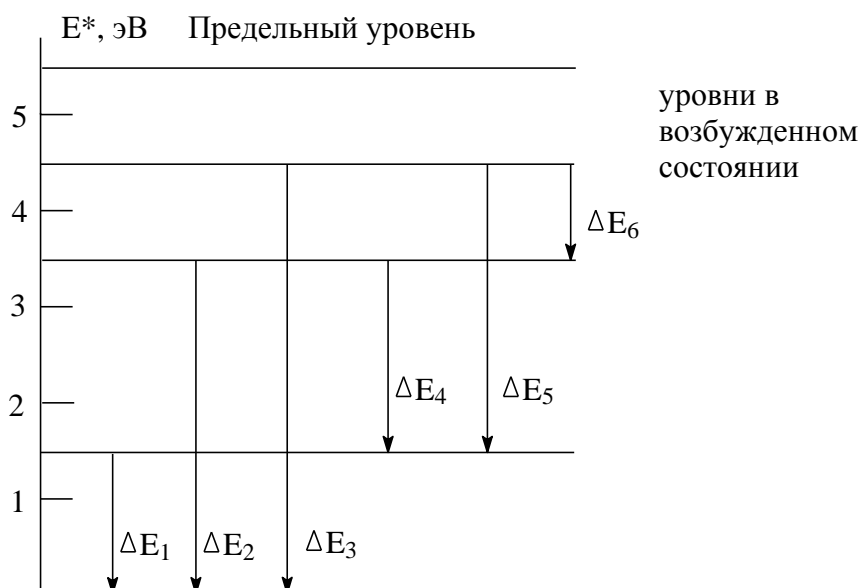 E*, эВ Предельный уровень
5
уровни в
возбужденном
состоянии
4
ΔE₆
3
2
ΔE₄
ΔE₅
1
ΔE₁
ΔE₂
ΔE₃